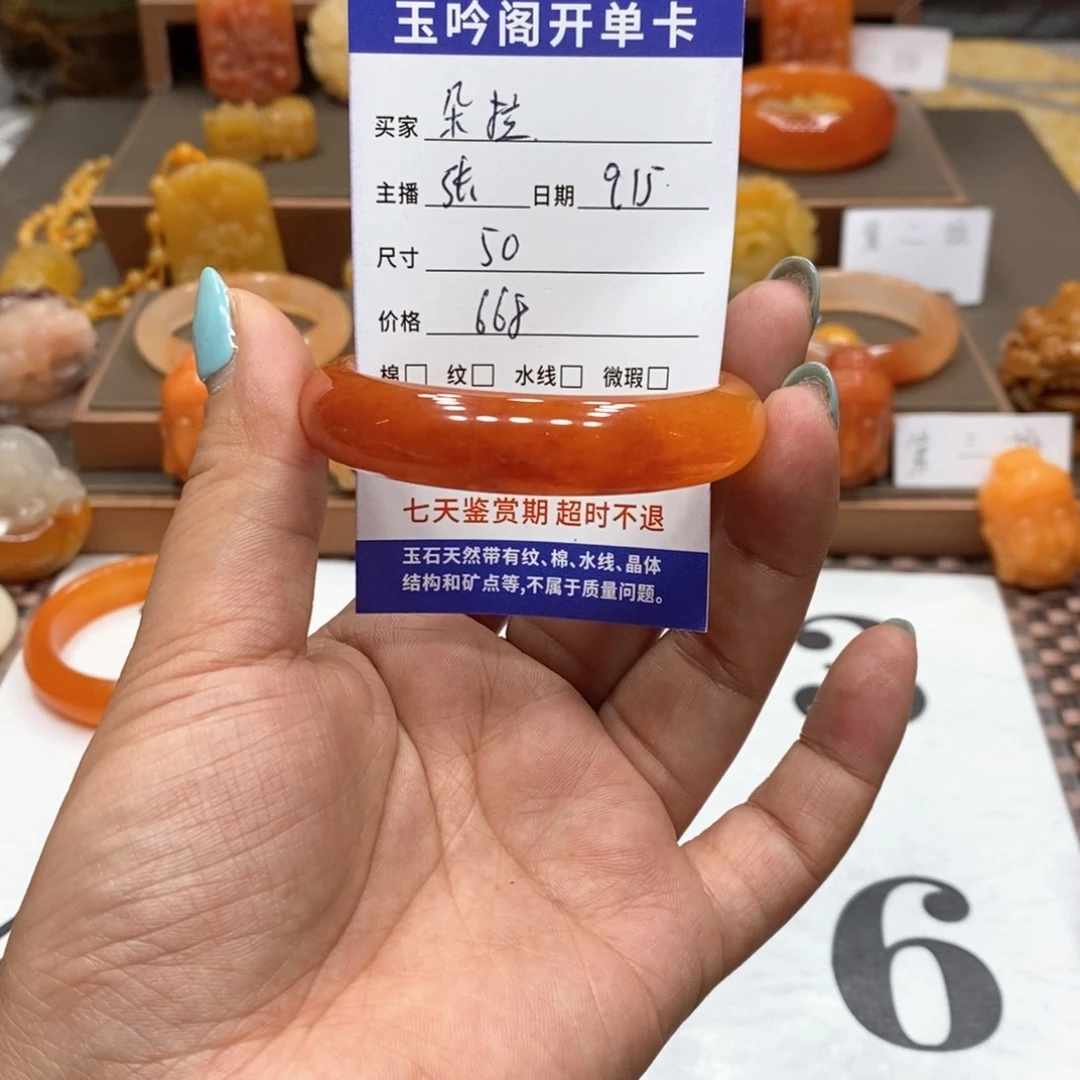 玉吟阁开单卡
买家 朵拉
主播 张 日期 9 15
尺寸 50
价格 668
棉□ 纹□ 水线□ 微瑕□
七天鉴赏期 超时不退
玉石天然带有纹、棉、水线、晶体
结构和矿点等,不属于质量问题。
3
6